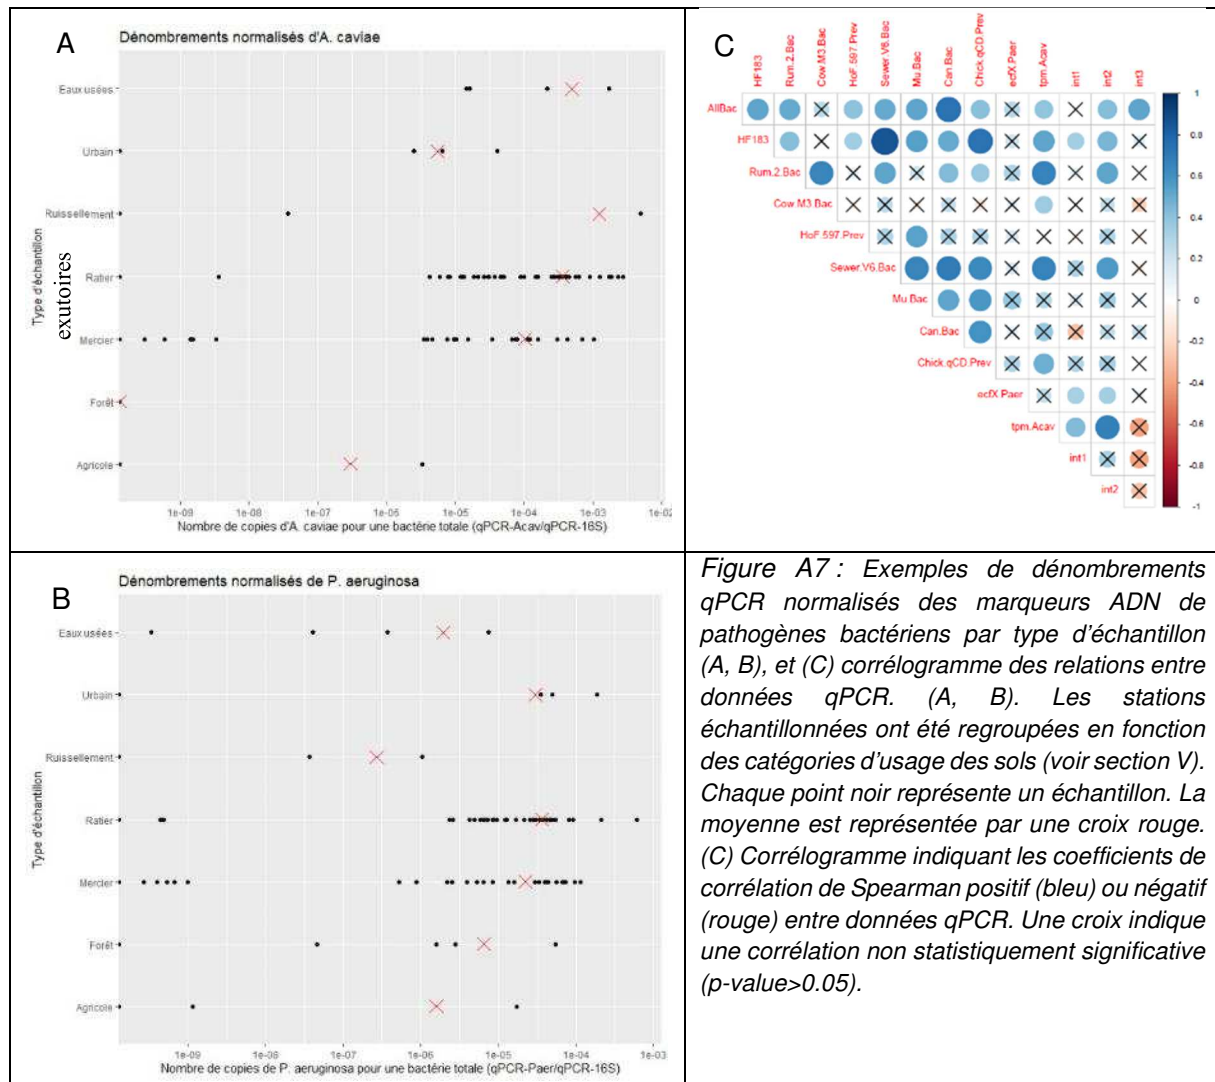 A
Dénombrements normalisés d'A. caviae
Type d'échantillon
exutoires
Eaux usées
Urbain
Ruissellement
Ratier
Mercier
Forêt
Agricole
1e-09 1e-08 1e-07 1e-06 1e-05 1e-04 1e-03 1e-02
Nombre de copies d'A. caviae pour une bactérie totale (qPCR-Acav/qPCR-16S)
C
HF183 Rum.2.Bac Cow.M3.Bac HoF.597.Prev Sewer.V6.Bac Mu.Bac Can.Bac Chick.qCD.Prev ecfX.Paer tpm.Acav int1 int2 int3
AllBac
HF183
Rum.2.Bac
Cow.M3.Bac
HoF.597.Prev
Sewer.V6.Bac
Mu.Bac
Can.Bac
Chick.qCD.Prev
ecfX.Paer
tpm.Acav
int1
int2
1
0.8
0.6
0.4
0.2
0
-0.2
-0.4
-0.6
-0.8
-1
B
Dénombrements normalisés de P. aeruginosa
Type d'échantillon
Eaux usées
Urbain
Ruissellement
Ratier
Mercier
Forêt
Agricole
1e-09 1e-08 1e-07 1e-06 1e-05 1e-04 1e-03
Nombre de copies de P. aeruginosa pour une bactérie totale (qPCR-Paer/qPCR-16S)
Figure A7 : Exemples de dénombrements
qPCR normalisés des marqueurs ADN de
pathogènes bactériens par type d'échantillon
(A, B), et (C) corrélogramme des relations entre
données qPCR. (A, B). Les stations
échantillonnées ont été regroupées en fonction
des catégories d'usage des sols (voir section V).
Chaque point noir représente un échantillon. La
moyenne est représentée par une croix rouge.
(C) Corrélogramme indiquant les coefficients de
corrélation de Spearman positif (bleu) ou négatif
(rouge) entre données qPCR. Une croix indique
une corrélation non statistiquement significative
(p-value>0.05).